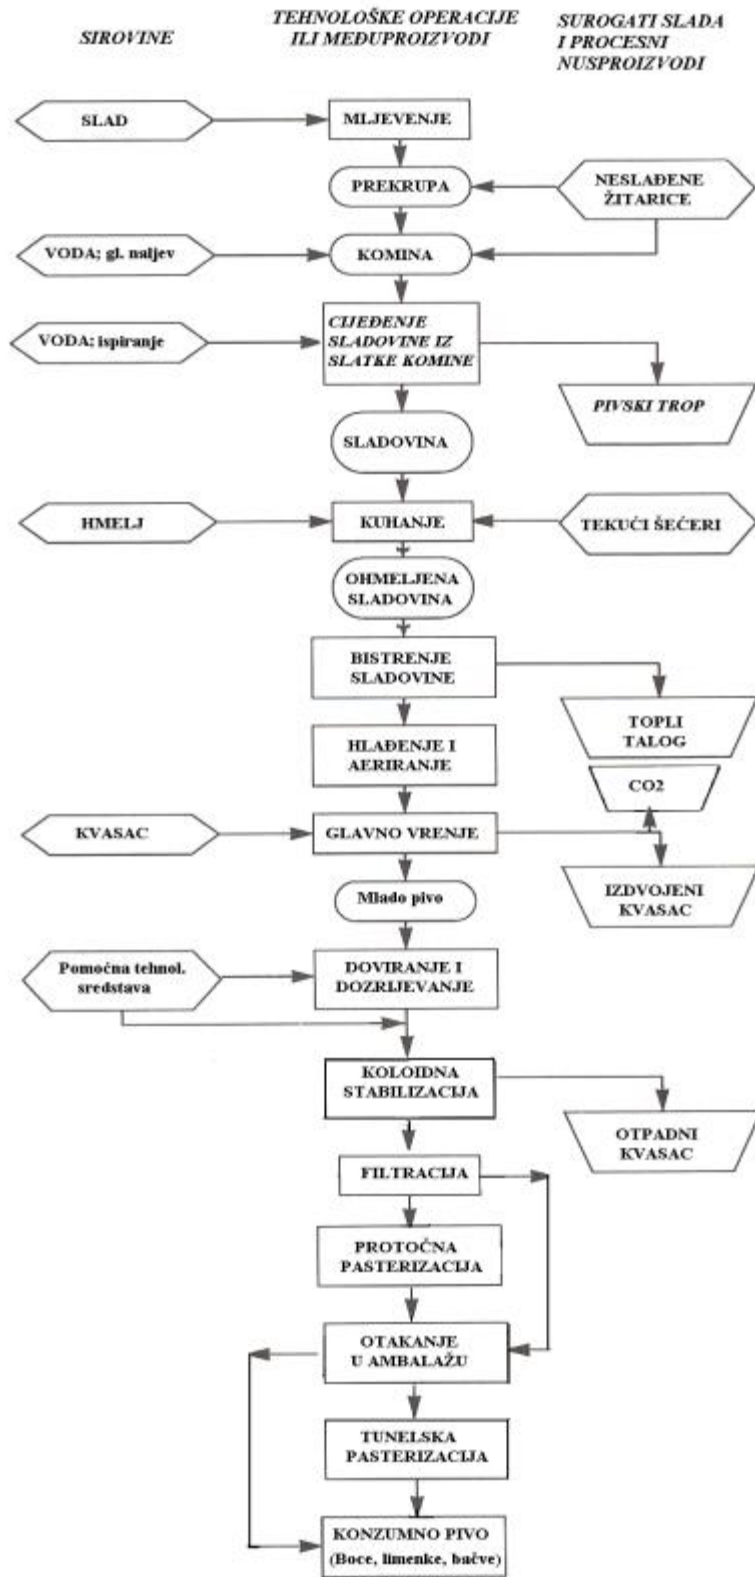 SIROVINE
TEHNOLOŠKE OPERACIJE
ILI MEĐUPROIZVODI
SUROGATI SLADA
I PROCESNI
NUSPROIZVODI
SLAD
MLJEVENJE
PREKRUPA
NESLAĐENE
ŽITARICE
VODA; gl. naljev
KOMINA
VODA; ispiranje
CIJEĐENJE
SLADOVINE IZ
SLATKE KOMINE
PIVSKI TROP
SLADOVINA
HMELJ
KUHANJE
TEKUĆI ŠEĆERI
OHMELJENA
SLADOVINA
BISTRENJE
SLADOVINE
TOPLI
TALOG
HLAĐENJE I
AERIRANJE
CO2
KVASAC
GLAVNO VRENJE
IZDVOJENI
KVASAC
Mlado pivo
Pomoćna tehnol.
sredstava
DOVIRANJE I
DOZRIJEVANJE
KOLOIDNA
STABILIZACIJA
OTPADNI
KVASAC
FILTRACIJA
PROTOČNA
PASTERIZACIJA
OTAKANJE
U AMBALAŽU
TUNELSKA
PASTERIZACIJA
KONZUMNO PIVO
(Boce, limenke, bačve)